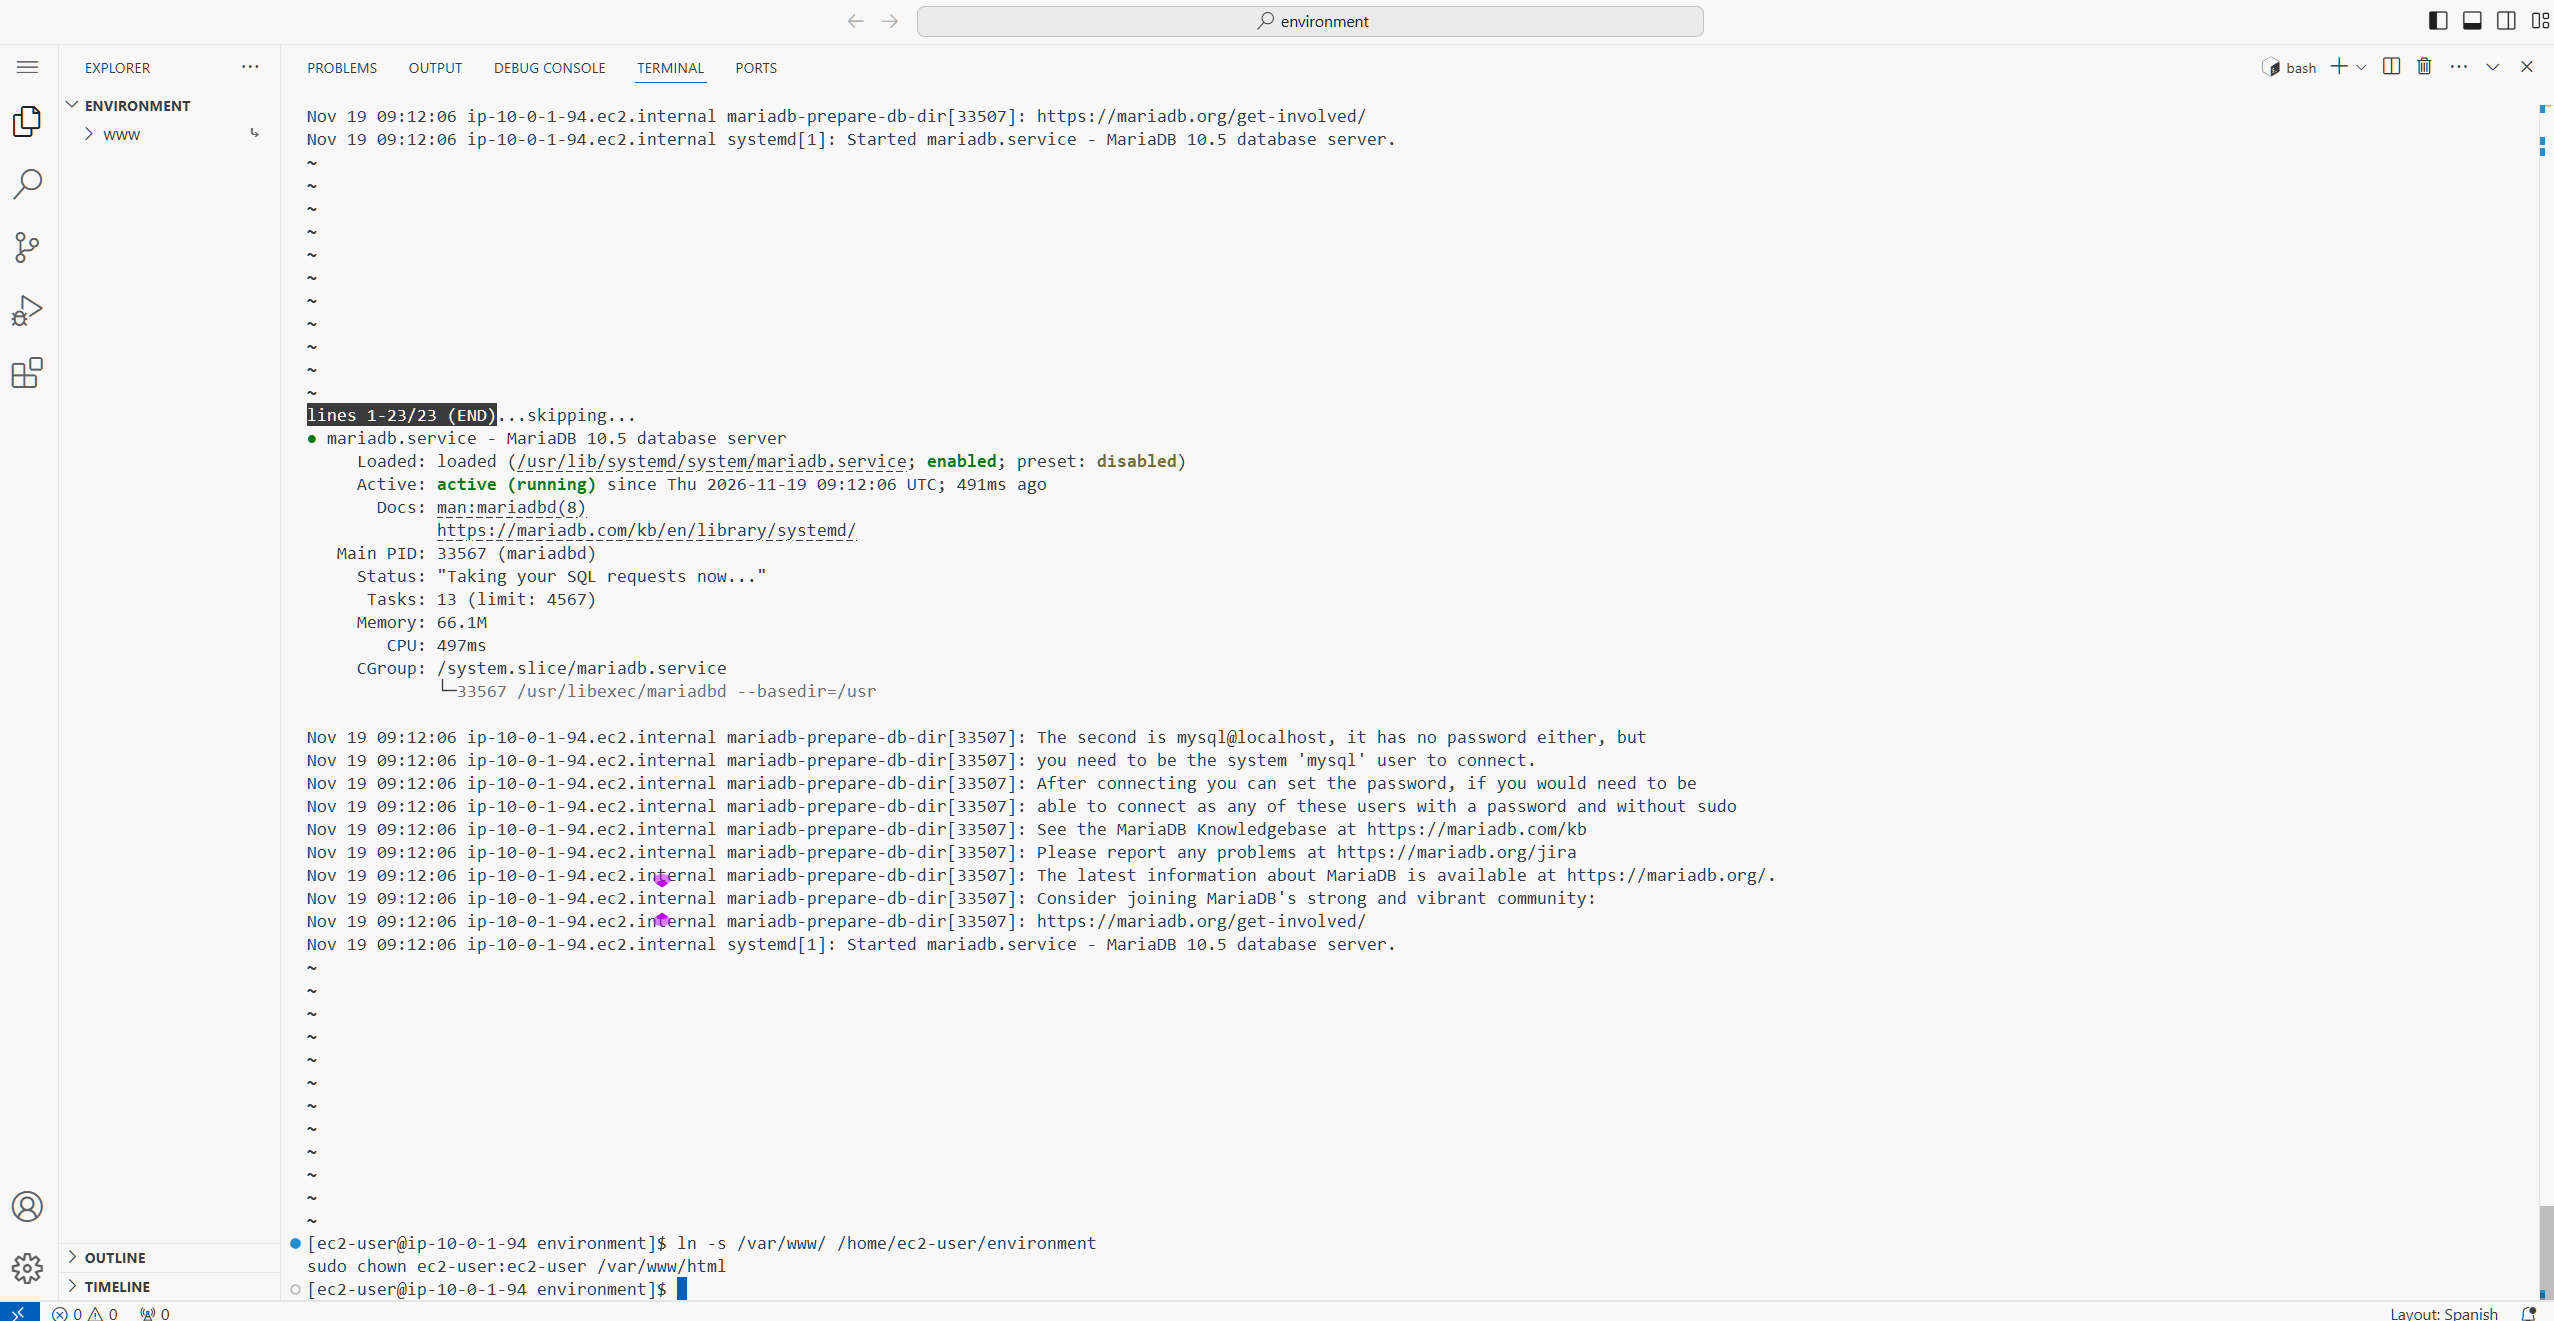 environment
EXPLORER
PROBLEMS OUTPUT DEBUG CONSOLE TERMINAL PORTS
bash
ENVIRONMENT
www
Nov 19 09:12:06 ip-10-0-1-94.ec2.internal mariadb-prepare-db-dir[33507]: https://mariadb.org/get-involved/
Nov 19 09:12:06 ip-10-0-1-94.ec2.internal systemd[1]: Started mariadb.service - MariaDB 10.5 database server.
~
~
~
~
~
~
~
~
~
~
~
lines 1-23/23 (END)...skipping...
● mariadb.service - MariaDB 10.5 database server
Loaded: loaded (/usr/lib/systemd/system/mariadb.service; enabled; preset: disabled)
Active: active (running) since Thu 2026-11-19 09:12:06 UTC; 491ms ago
Docs: man:mariadbd(8)
https://mariadb.com/kb/en/library/systemd/
Main PID: 33567 (mariadbd)
Status: "Taking your SQL requests now..."
Tasks: 13 (limit: 4567)
Memory: 66.1M
CPU: 497ms
CGroup: /system.slice/mariadb.service
└─33567 /usr/libexec/mariadbd --basedir=/usr
Nov 19 09:12:06 ip-10-0-1-94.ec2.internal mariadb-prepare-db-dir[33507]: The second is mysql@localhost, it has no password either, but
Nov 19 09:12:06 ip-10-0-1-94.ec2.internal mariadb-prepare-db-dir[33507]: you need to be the system 'mysql' user to connect.
Nov 19 09:12:06 ip-10-0-1-94.ec2.internal mariadb-prepare-db-dir[33507]: After connecting you can set the password, if you would need to be
Nov 19 09:12:06 ip-10-0-1-94.ec2.internal mariadb-prepare-db-dir[33507]: able to connect as any of these users with a password and without sudo
Nov 19 09:12:06 ip-10-0-1-94.ec2.internal mariadb-prepare-db-dir[33507]: See the MariaDB Knowledgebase at https://mariadb.com/kb
Nov 19 09:12:06 ip-10-0-1-94.ec2.internal mariadb-prepare-db-dir[33507]: Please report any problems at https://mariadb.org/jira
Nov 19 09:12:06 ip-10-0-1-94.ec2.internal mariadb-prepare-db-dir[33507]: The latest information about MariaDB is available at https://mariadb.org/.
Nov 19 09:12:06 ip-10-0-1-94.ec2.internal mariadb-prepare-db-dir[33507]: Consider joining MariaDB's strong and vibrant community:
Nov 19 09:12:06 ip-10-0-1-94.ec2.internal mariadb-prepare-db-dir[33507]: https://mariadb.org/get-involved/
Nov 19 09:12:06 ip-10-0-1-94.ec2.internal systemd[1]: Started mariadb.service - MariaDB 10.5 database server.
~
~
~
~
~
~
~
~
~
~
~
~
[ec2-user@ip-10-0-1-94 environment]$ ln -s /var/www/ /home/ec2-user/environment
sudo chown ec2-user:ec2-user /var/www/html
[ec2-user@ip-10-0-1-94 environment]$
OUTLINE
TIMELINE
0 0 0
Layout: Spanish